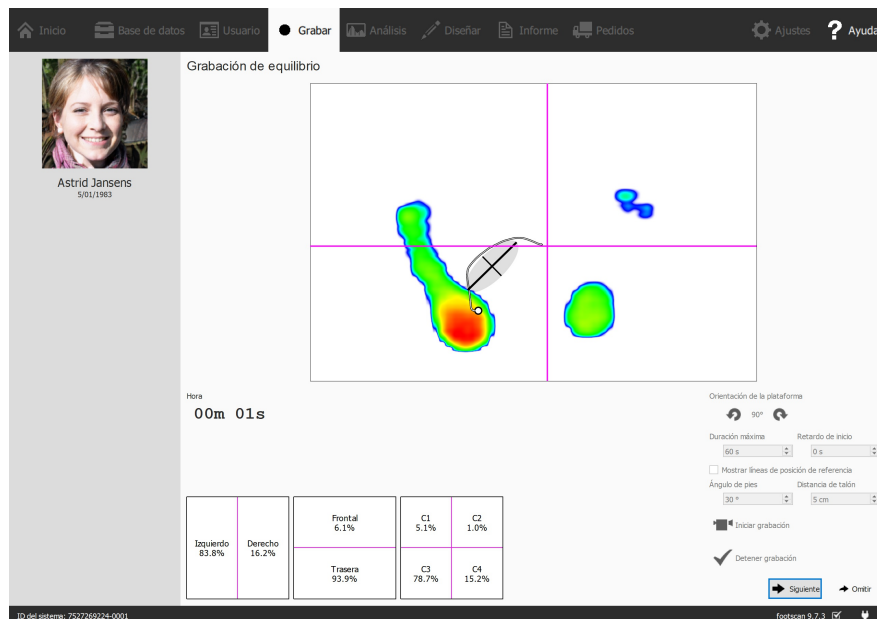 Inicio Base de datos Usuario Grabar Análisis Diseñar Informe Pedidos Ajustes ? Ayuda
Grabación de equilibrio
Astrid Jansens
5/01/1983
Hora
00m 01s
Orientación de la plataforma
90°
Duración máxima Retardo de inicio
60 s 0 s
Mostrar líneas de posición de referencia
Ángulo de pies Distancia de talón
30 ° 5 cm
Iniciar grabación
Detener grabación
Izquierdo
83.8%
Derecho
16.2%
Frontal
6.1%
Trasera
93.9%
C1
5.1%
C2
1.0%
C3
78.7%
C4
15.2%
Siguiente Omitir
ID del sistema: 7527269224-0001 footscan 9.7.3